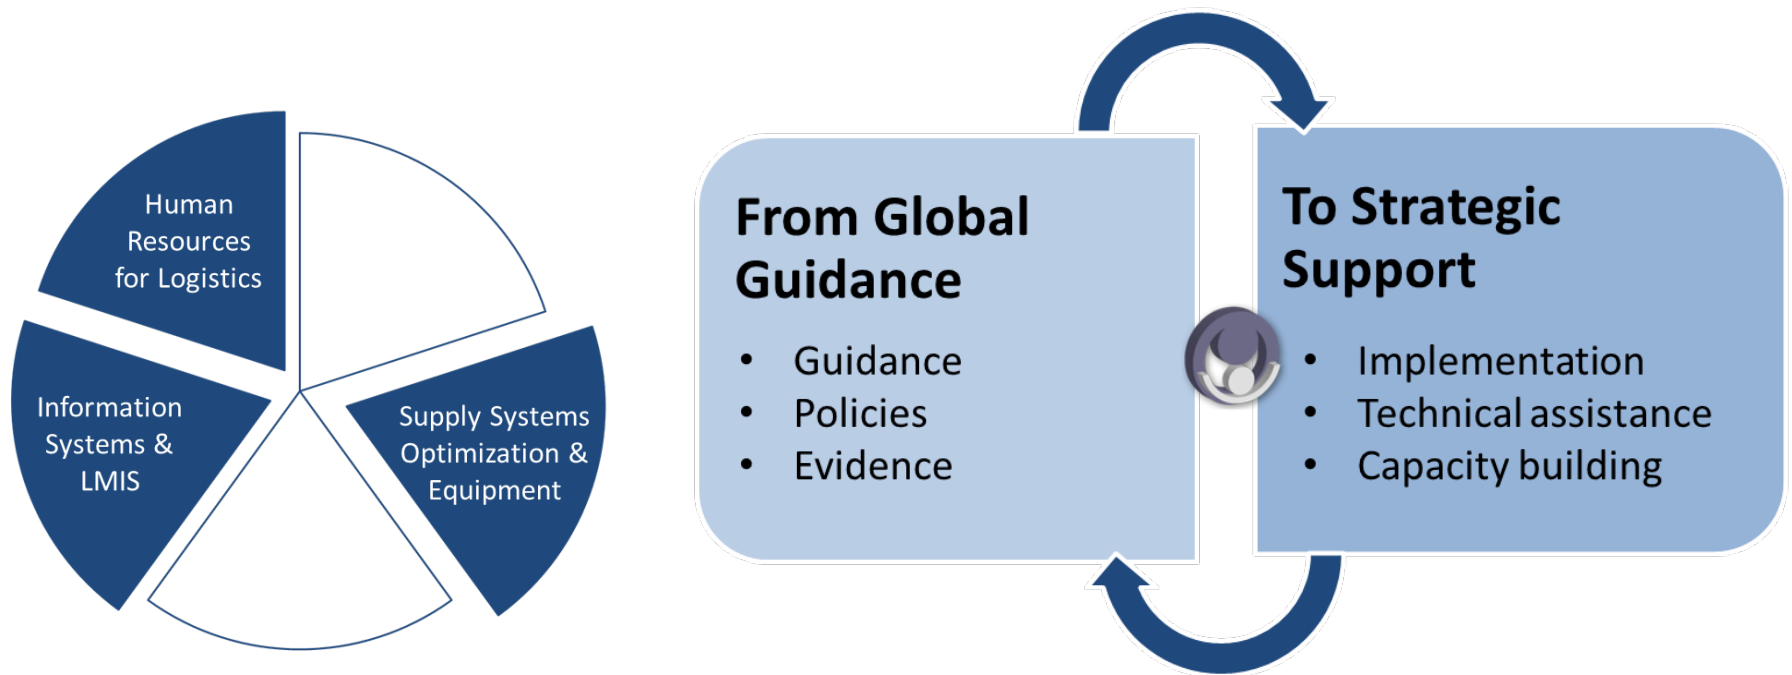 Human
Resources
for Logistics
Information
Systems &
LMIS
Supply Systems
Optimization &
Equipment
From Global
Guidance
• Guidance
• Policies
• Evidence
To Strategic
Support
• Implementation
• Technical assistance
• Capacity building